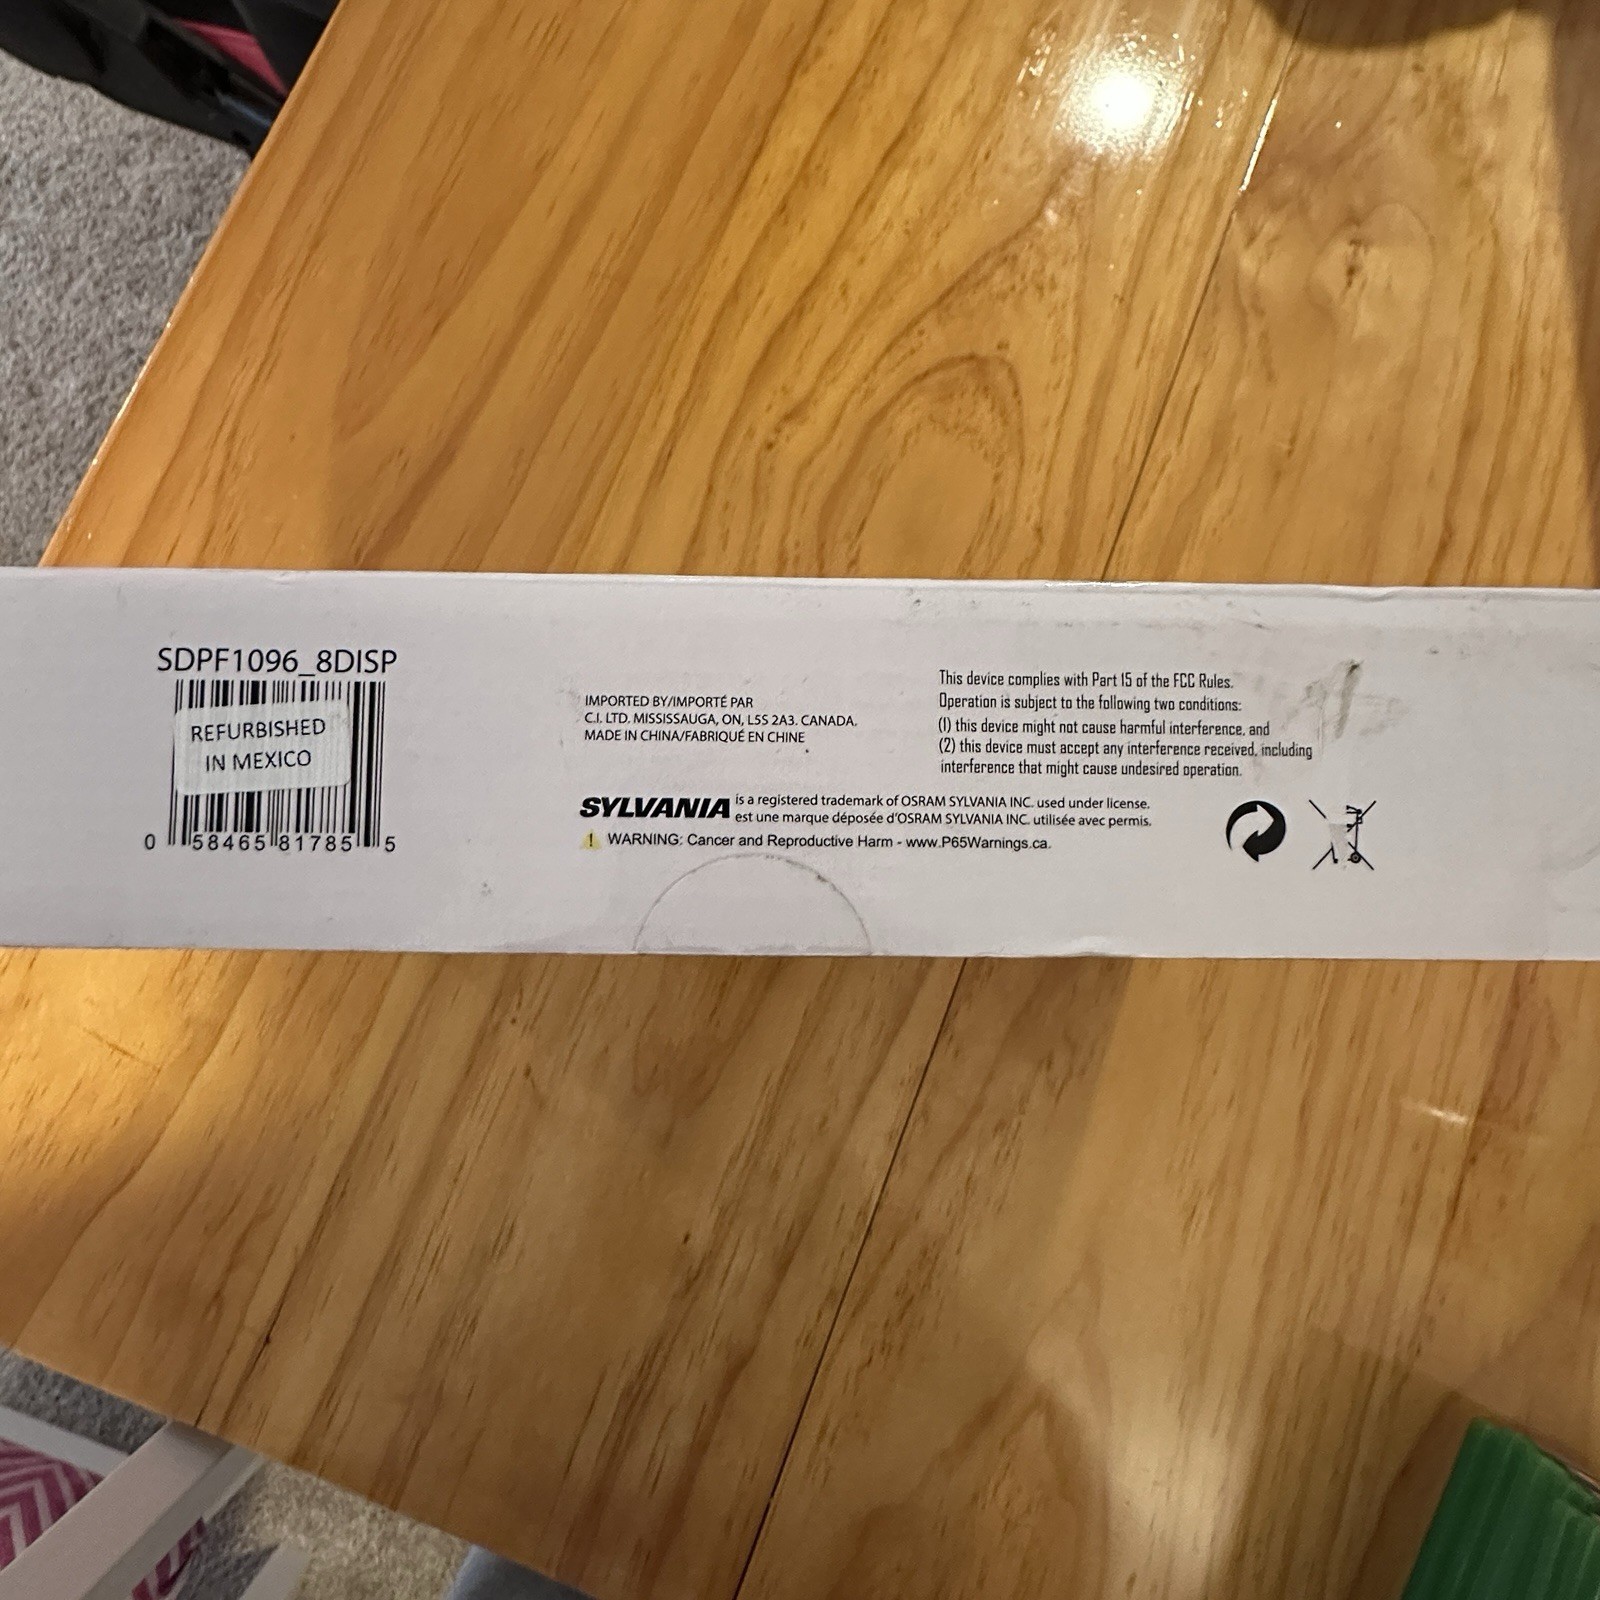 SDPF1096_8DISP
REFURBISHED
IN MEXICO
0 58465 81785 5
IMPORTED BY/IMPORTÉ PAR
C.I. LTD. MISSISSAUGA, ON, L5S 2A3. CANADA.
MADE IN CHINA/FABRIQUÉ EN CHINE
This device complies with Part 15 of the FCC Rules.
Operation is subject to the following two conditions:
(1) this device might not cause harmful interference, and
(2) this device must accept any interference received, including
interference that might cause undesired operation.
SYLVANIA is a registered trademark of OSRAM SYLVANIA INC. used under license.
est une marque déposée d'OSRAM SYLVANIA INC. utilisée avec permis.
! WARNING: Cancer and Reproductive Harm - www.P65Warnings.ca.